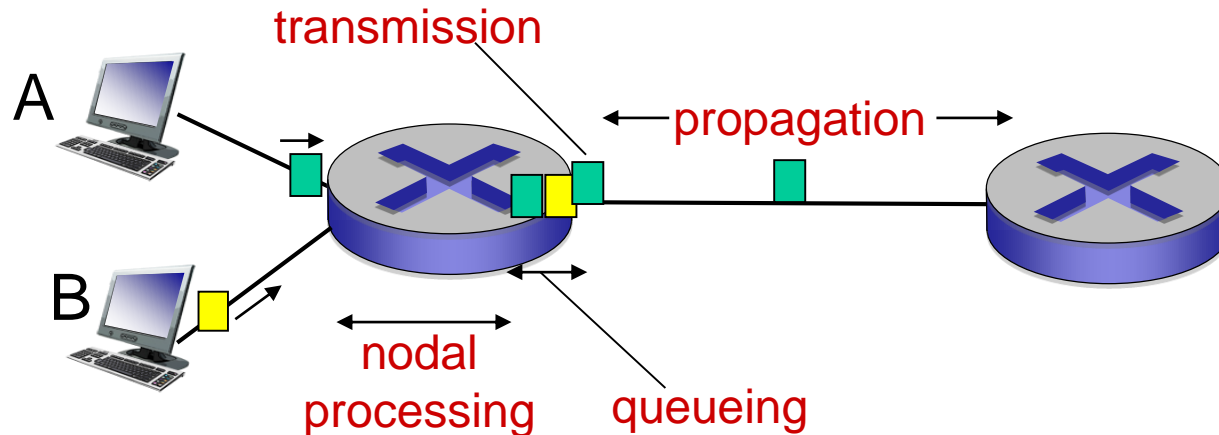 transmission
A
propagation
B
nodal
processing
queueing